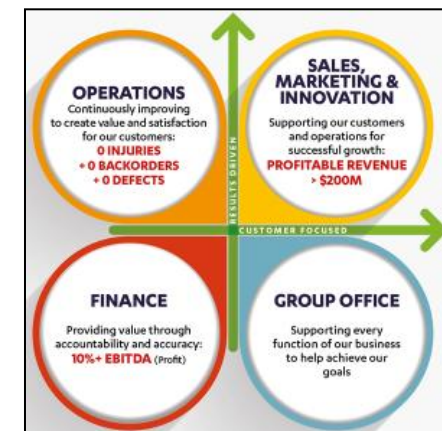 OPERATIONS
Continuously improving
to create value and satisfaction
for our customers:
0 INJURIES
+ 0 BACKORDERS
+ 0 DEFECTS
SALES,
MARKETING &
INNOVATION
Supporting our customers
and operations for
successful growth:
PROFITABLE REVENUE
> $200M
RESULTS DRIVEN
CUSTOMER FOCUSED
FINANCE
Providing value through
accountability and accuracy:
10%+ EBITDA (Profit)
GROUP OFFICE
Supporting every
function of our business
to help achieve our
goals